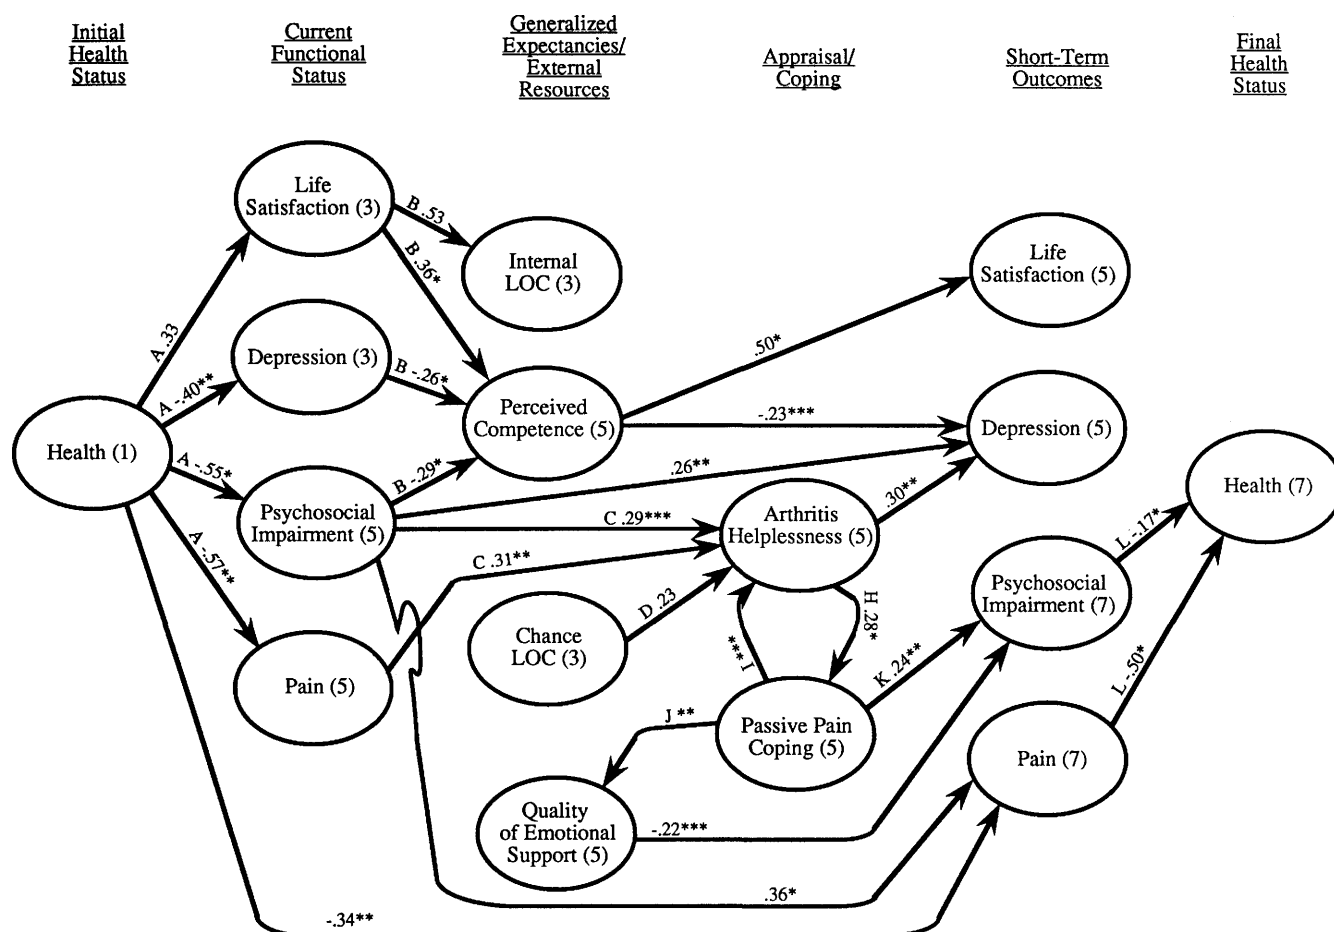 Initial
Health
Status
Current
Functional
Status
Generalized
Expectancies/
External
Resources
Appraisal/
Coping
Short-Term
Outcomes
Final
Health
Status
Life
Satisfaction (3)
B .53
B .36*
Internal
LOC (3)
Life
Satisfaction (5)
A .33
.50*
Depression (3)
A -.40**
B -.26*
Perceived
Competence (5)
-.23***
Depression (5)
Health (1)
A -.55*
B -.29*
.26**
.30**
Health (7)
Psychosocial
Impairment (5)
C .29***
Arthritis
Helplessness (5)
A -.57**
C .31**
L -.17*
Psychosocial
Impairment (7)
D .23
H .28*
Chance
LOC (3)
I ***
K .24**
Pain (5)
L -.50*
J **
Passive Pain
Coping (5)
Pain (7)
Quality
of Emotional
Support (5)
-.22***
.36*
-.34**